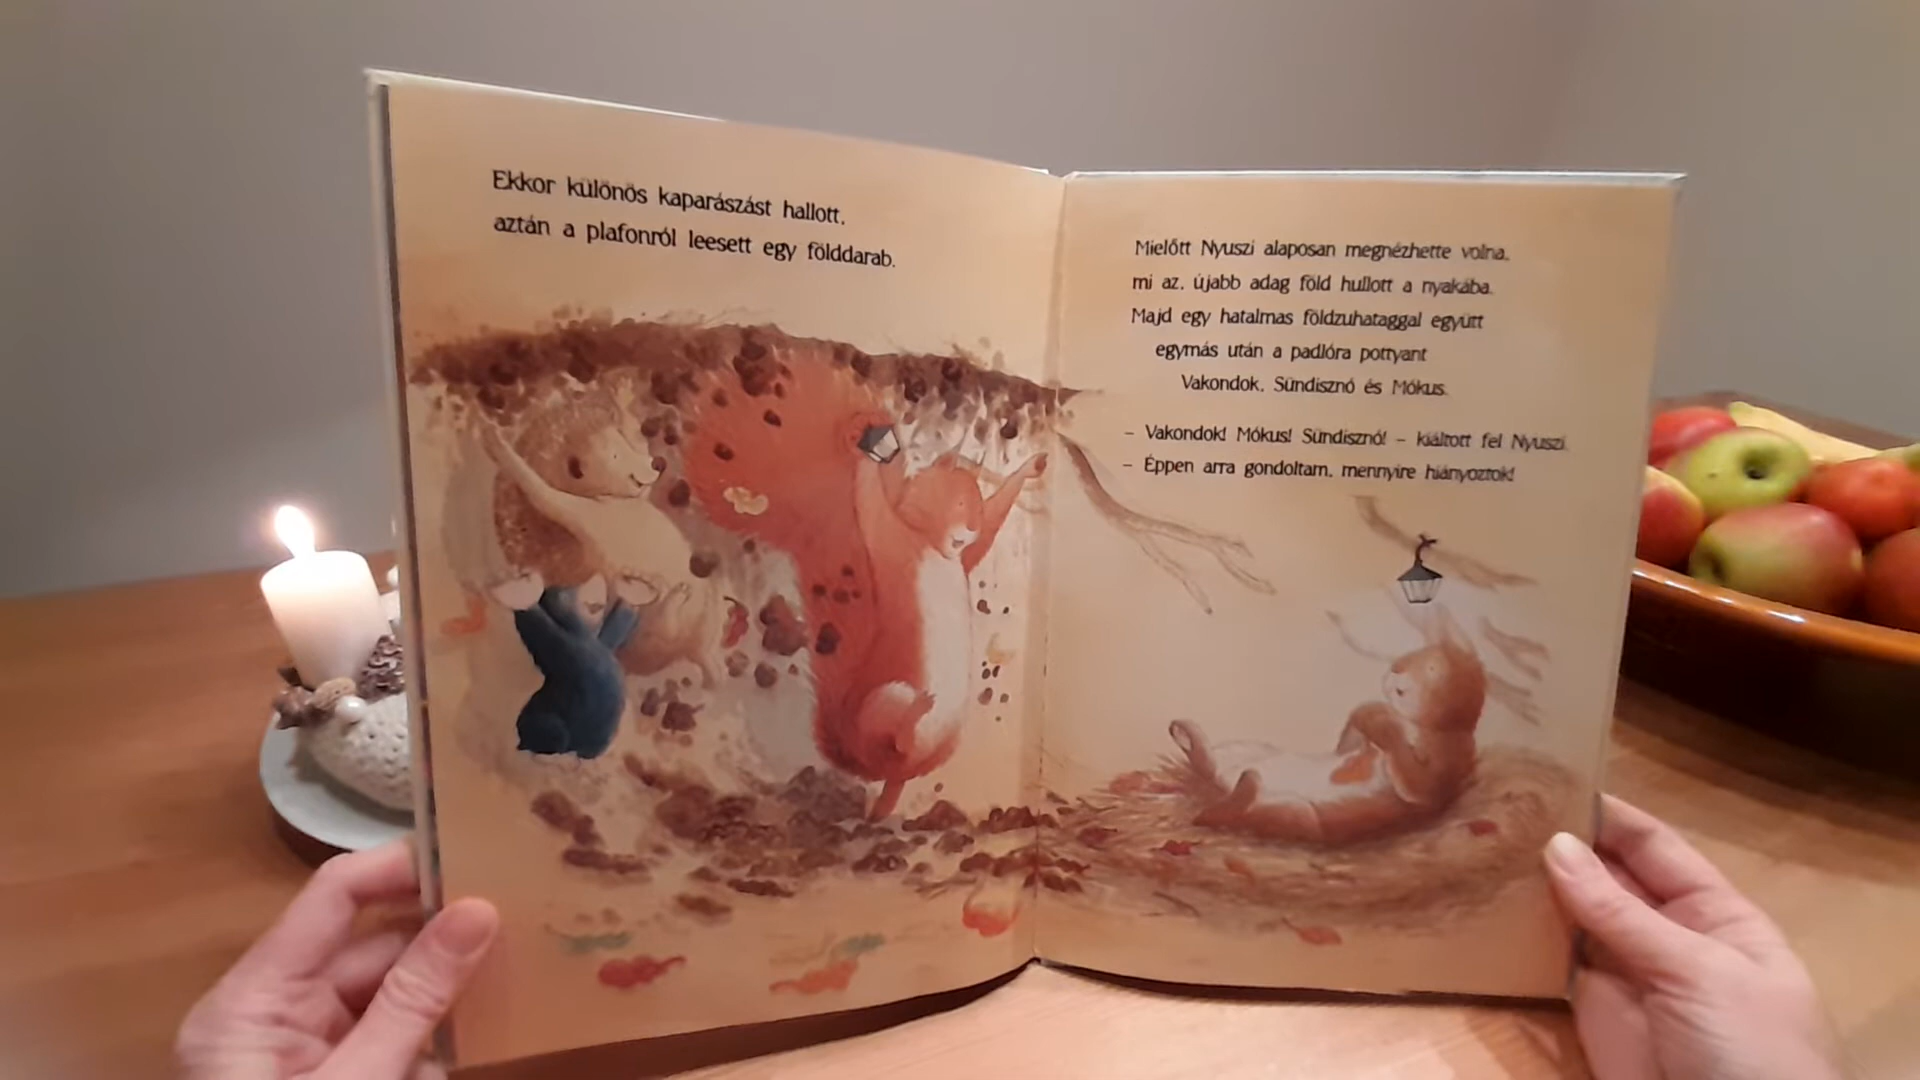 Ekkor különös kaparászást hallott,
aztán a plafonról leesett egy földdarab.
Mielőtt Nyuszi alaposan megnézhette volna,
mi az, újabb adag föld hullott a nyakába.
Majd egy hatalmas földzuhataggal együtt
egymás után a padlóra pottyant
Vakondok, Sündisznó és Mókus.
– Vakondok! Mókus! Sündisznó! – kiáltott fel Nyuszi.
– Éppen arra gondoltam, mennyire hiányoztok!